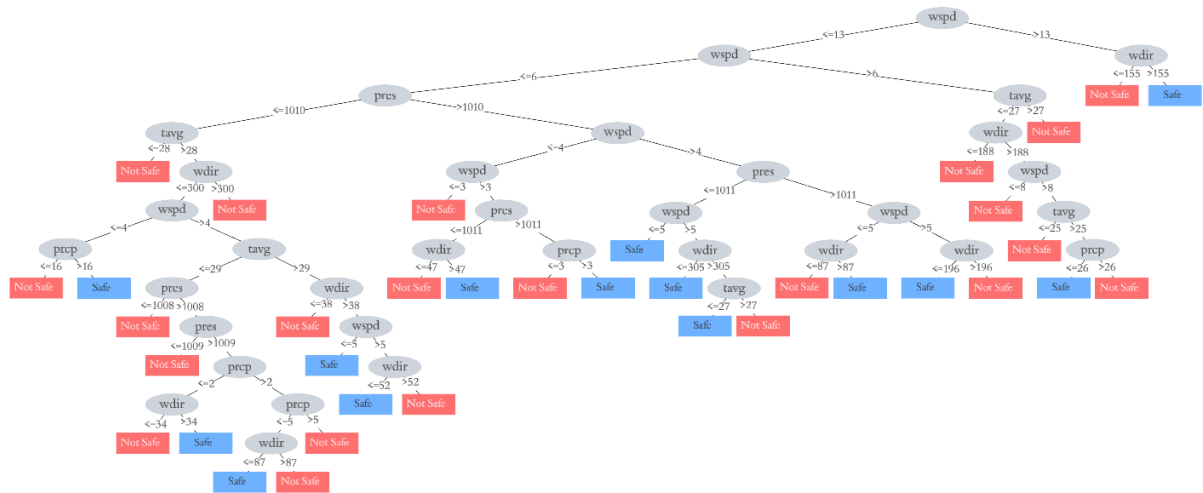 wspd
<=13 >13
wspd wdir
<=6 >6 <=155 >155
pres tavg Not Safe Safe
<=1010 >1010 <=27 >27
tavg wspd wdir Not Safe
<=28 >28 <=4 >4 <=188 >188
Not Safe wdir wspd pres Not Safe wspd
<=300 >300 <=3 >3 <=1011 >1011 <=8 >8
wspd Not Safe Not Safe pres wspd wspd Not Safe tavg
<=4 >4 <=1011 >1011 <=5 >5 <=5 >5 <=25 >25
prcp tavg wdir prcp Safe wdir wdir wdir Not Safe prcp
<=16 >16 <=29 >29 <=47 >47 <=3 >3 <=305 >305 <=87 >87 <=196 >196 <=26 >26
Not Safe Safe pres wdir Not Safe Safe Not Safe Safe Safe tavg Not Safe Safe Safe Not Safe Safe Not Safe
<=1008 >1008 <=38 >38 <=27 >27
Not Safe pres Not Safe wspd Safe Not Safe
<=1009 >1009 <=5 >5
Not Safe prcp Safe wdir
<=2 >2 <=52 >52
wdir prcp Safe Not Safe
<=34 >34 <=5 >5
Not Safe Safe wdir Not Safe
<=87 >87
Safe Not Safe